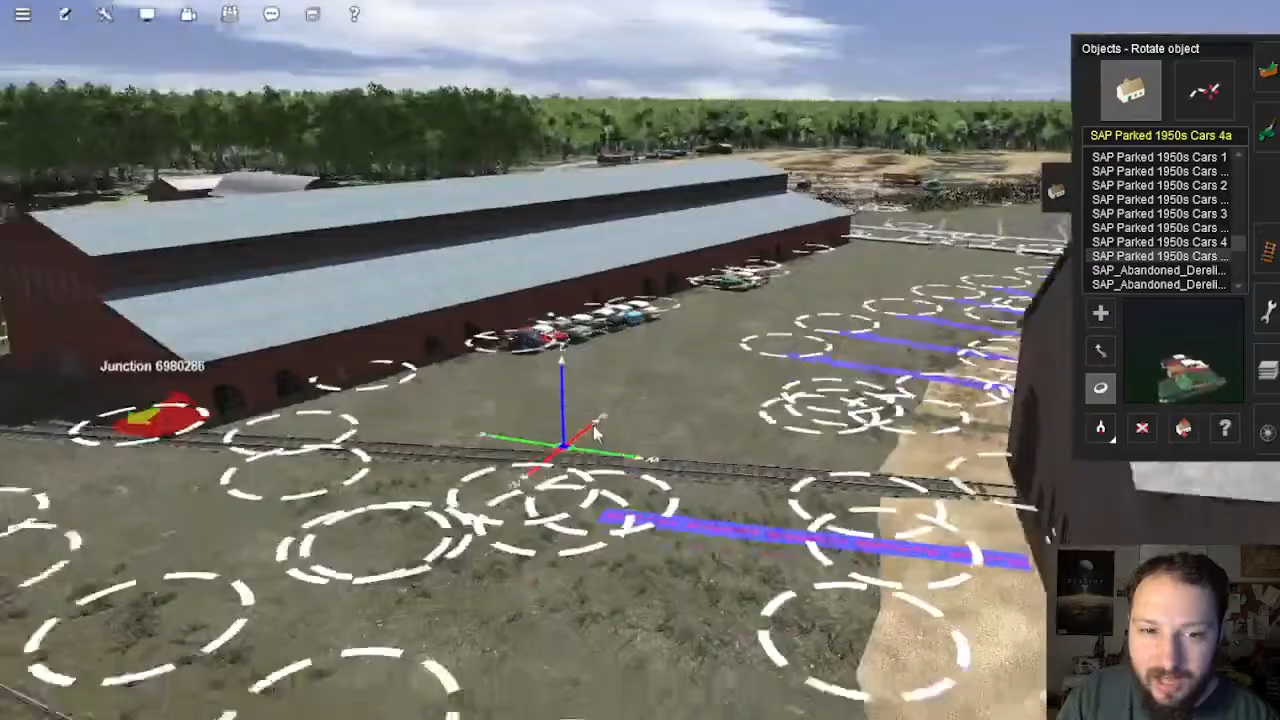 Objects - Rotate object
SAP Parked 1950s Cars 4a
SAP Parked 1950s Cars 1
SAP Parked 1950s Cars ...
SAP Parked 1950s Cars 2
SAP Parked 1950s Cars ...
SAP Parked 1950s Cars 3
SAP Parked 1950s Cars ...
SAP Parked 1950s Cars 4
SAP Parked 1950s Cars ...
SAP_Abandoned_Dereli...
SAP_Abandoned_Dereli...
Junction 6980286